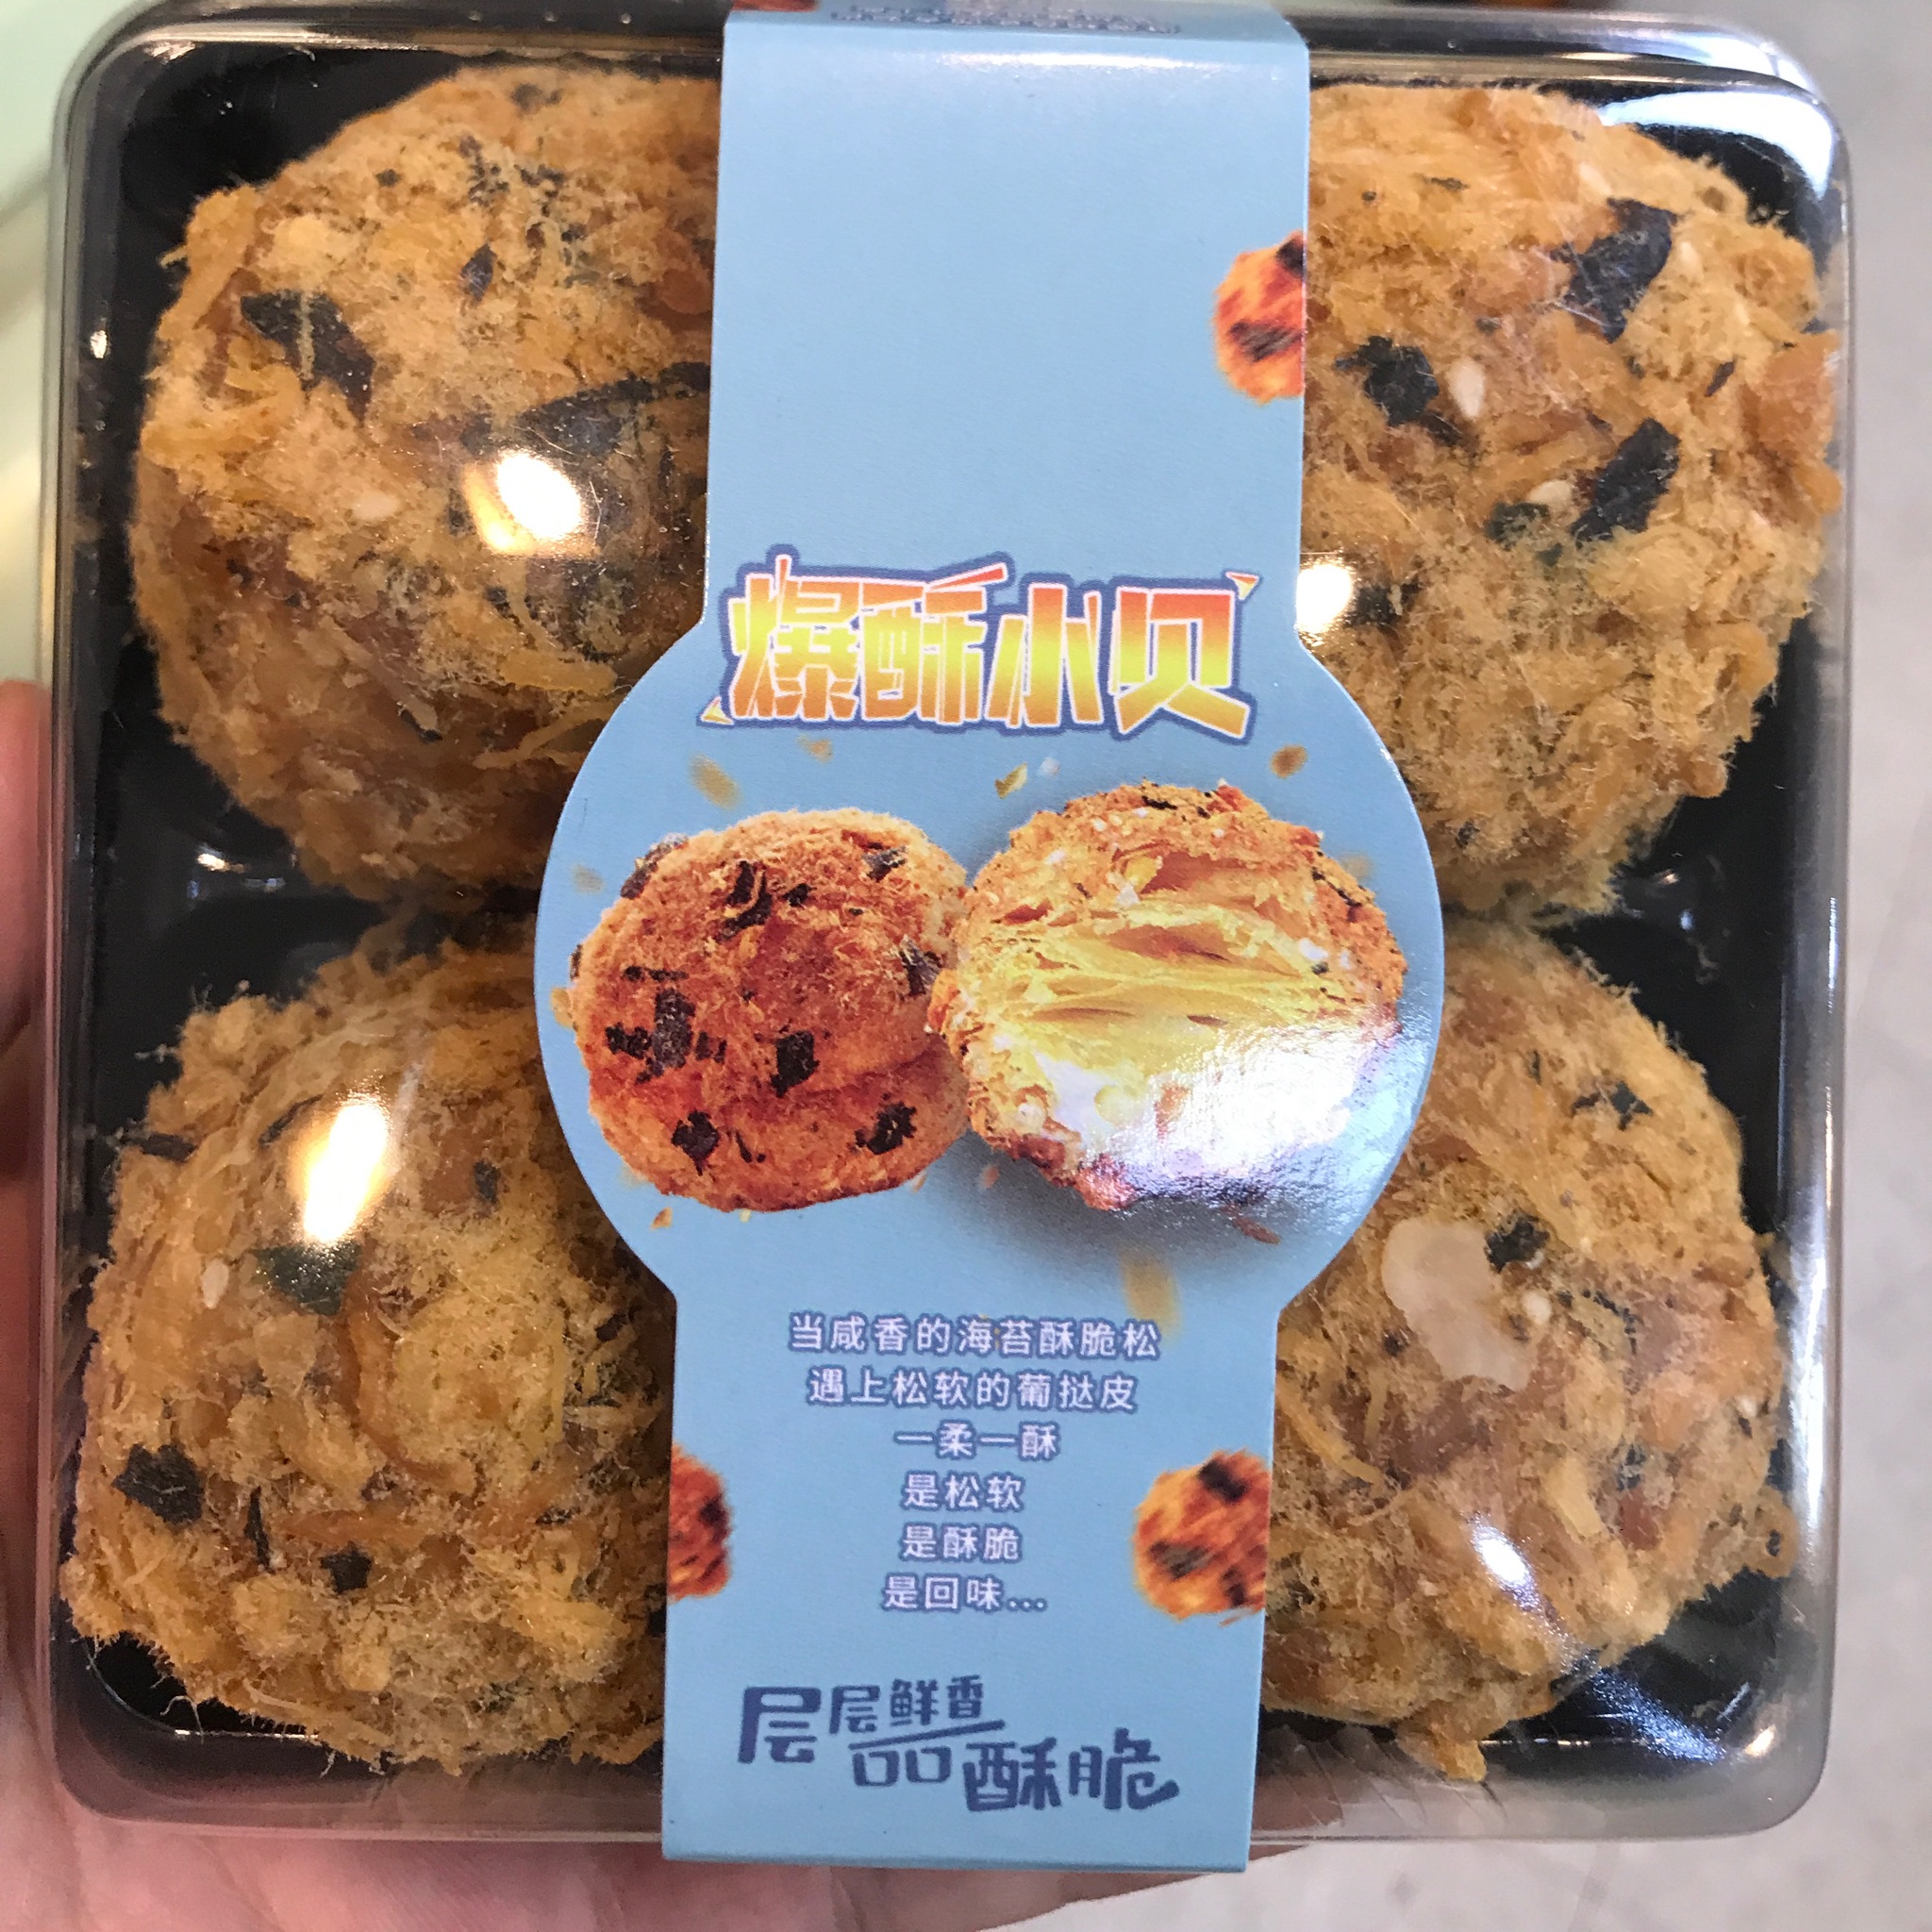 爆酥小贝
当咸香的海苔酥脆松
遇上松软的葡挞皮
一柔一酥
是松软
是酥脆
是回味...
层层鲜香
口口酥脆